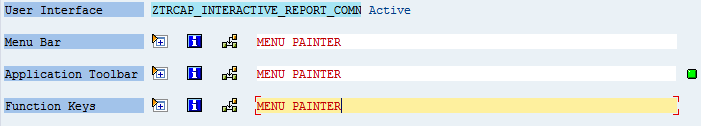 User Interface ZTRCAP_INTERACTIVE_REPORT_COMN Active
Menu Bar MENU PAINTER
Application Toolbar MENU PAINTER
Function Keys MENU PAINTER